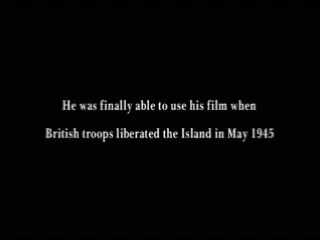 He was finally able to use his film when
British troops liberated the Island in May 1945